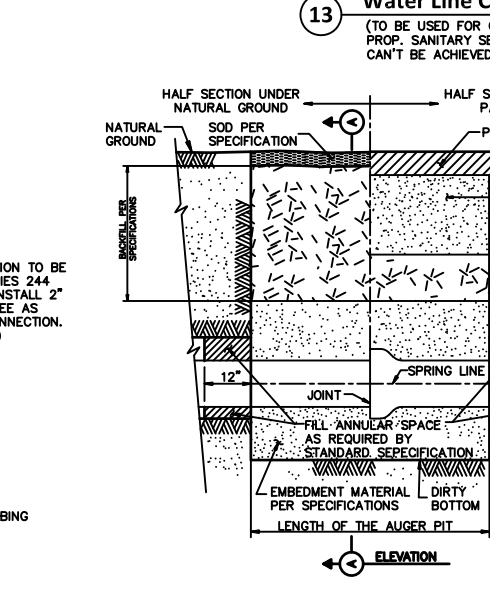 13
Water Line C
(TO BE USED FOR
PROP. SANITARY SE
CAN'T BE ACHIEVED
HALF SECTION UNDER
NATURAL GROUND
HALF S
P
A
NATURAL
GROUND
SOD PER
SPECIFICATION
P
BACKFILL PER
SPECIFICATIONS
ION TO BE
IES 244
NSTALL 2"
EE AS
NNECTION.
)
12"
SPRING LINE
JOINT
FILL ANNULAR SPACE
AS REQUIRED BY
STANDARD SEPECIFICATION
EMBEDMENT MATERIAL
PER SPECIFICATIONS
DIRTY
BOTTOM
BING
LENGTH OF THE AUGER PIT
A
ELEVATION